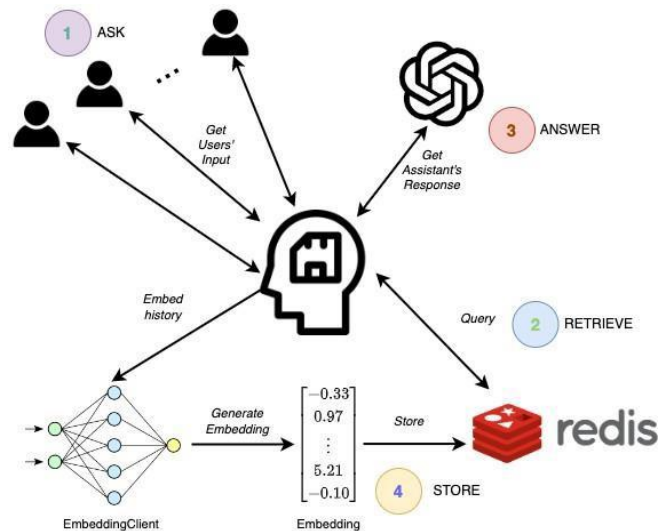 1 ASK
...
Get
Users'
Input
3 ANSWER
Get
Assistant's
Response
Embed
history
Query
2 RETRIEVE
Generate
Embedding
−0.33
0.97
⋮
5.21
−0.10
Store
redis
4 STORE
EmbeddingClient
Embedding